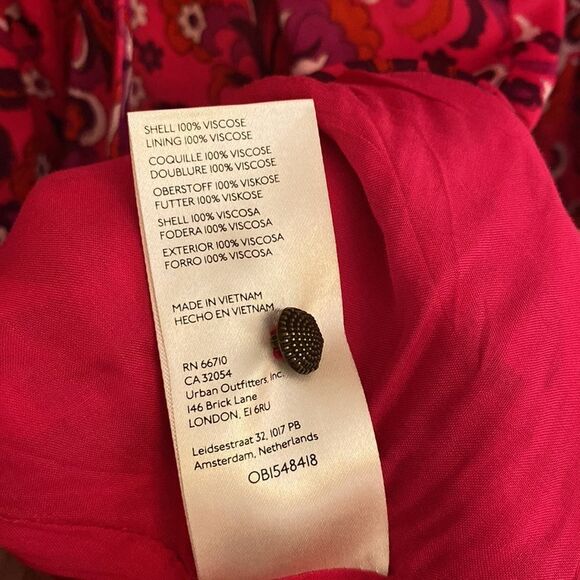 SHELL 100% VISCOSE
LINING 100% VISCOSE
COQUILLE 100% VISCOSE
DOUBLURE 100% VISCOSE
OBERSTOFF 100% VISKOSE
FUTTER 100% VISKOSE
SHELL 100% VISCOSA
FODERA 100% VISCOSA
EXTERIOR 100% VISCOSA
FORRO 100% VISCOSA
MADE IN VIETNAM
HECHO EN VIETNAM
RN 66710
CA 32054
Urban Outfitters, Inc.
146 Brick Lane
LONDON, E1 6RU
Leidsestraat 32, 1017 PB
Amsterdam, Netherlands
OB1548418